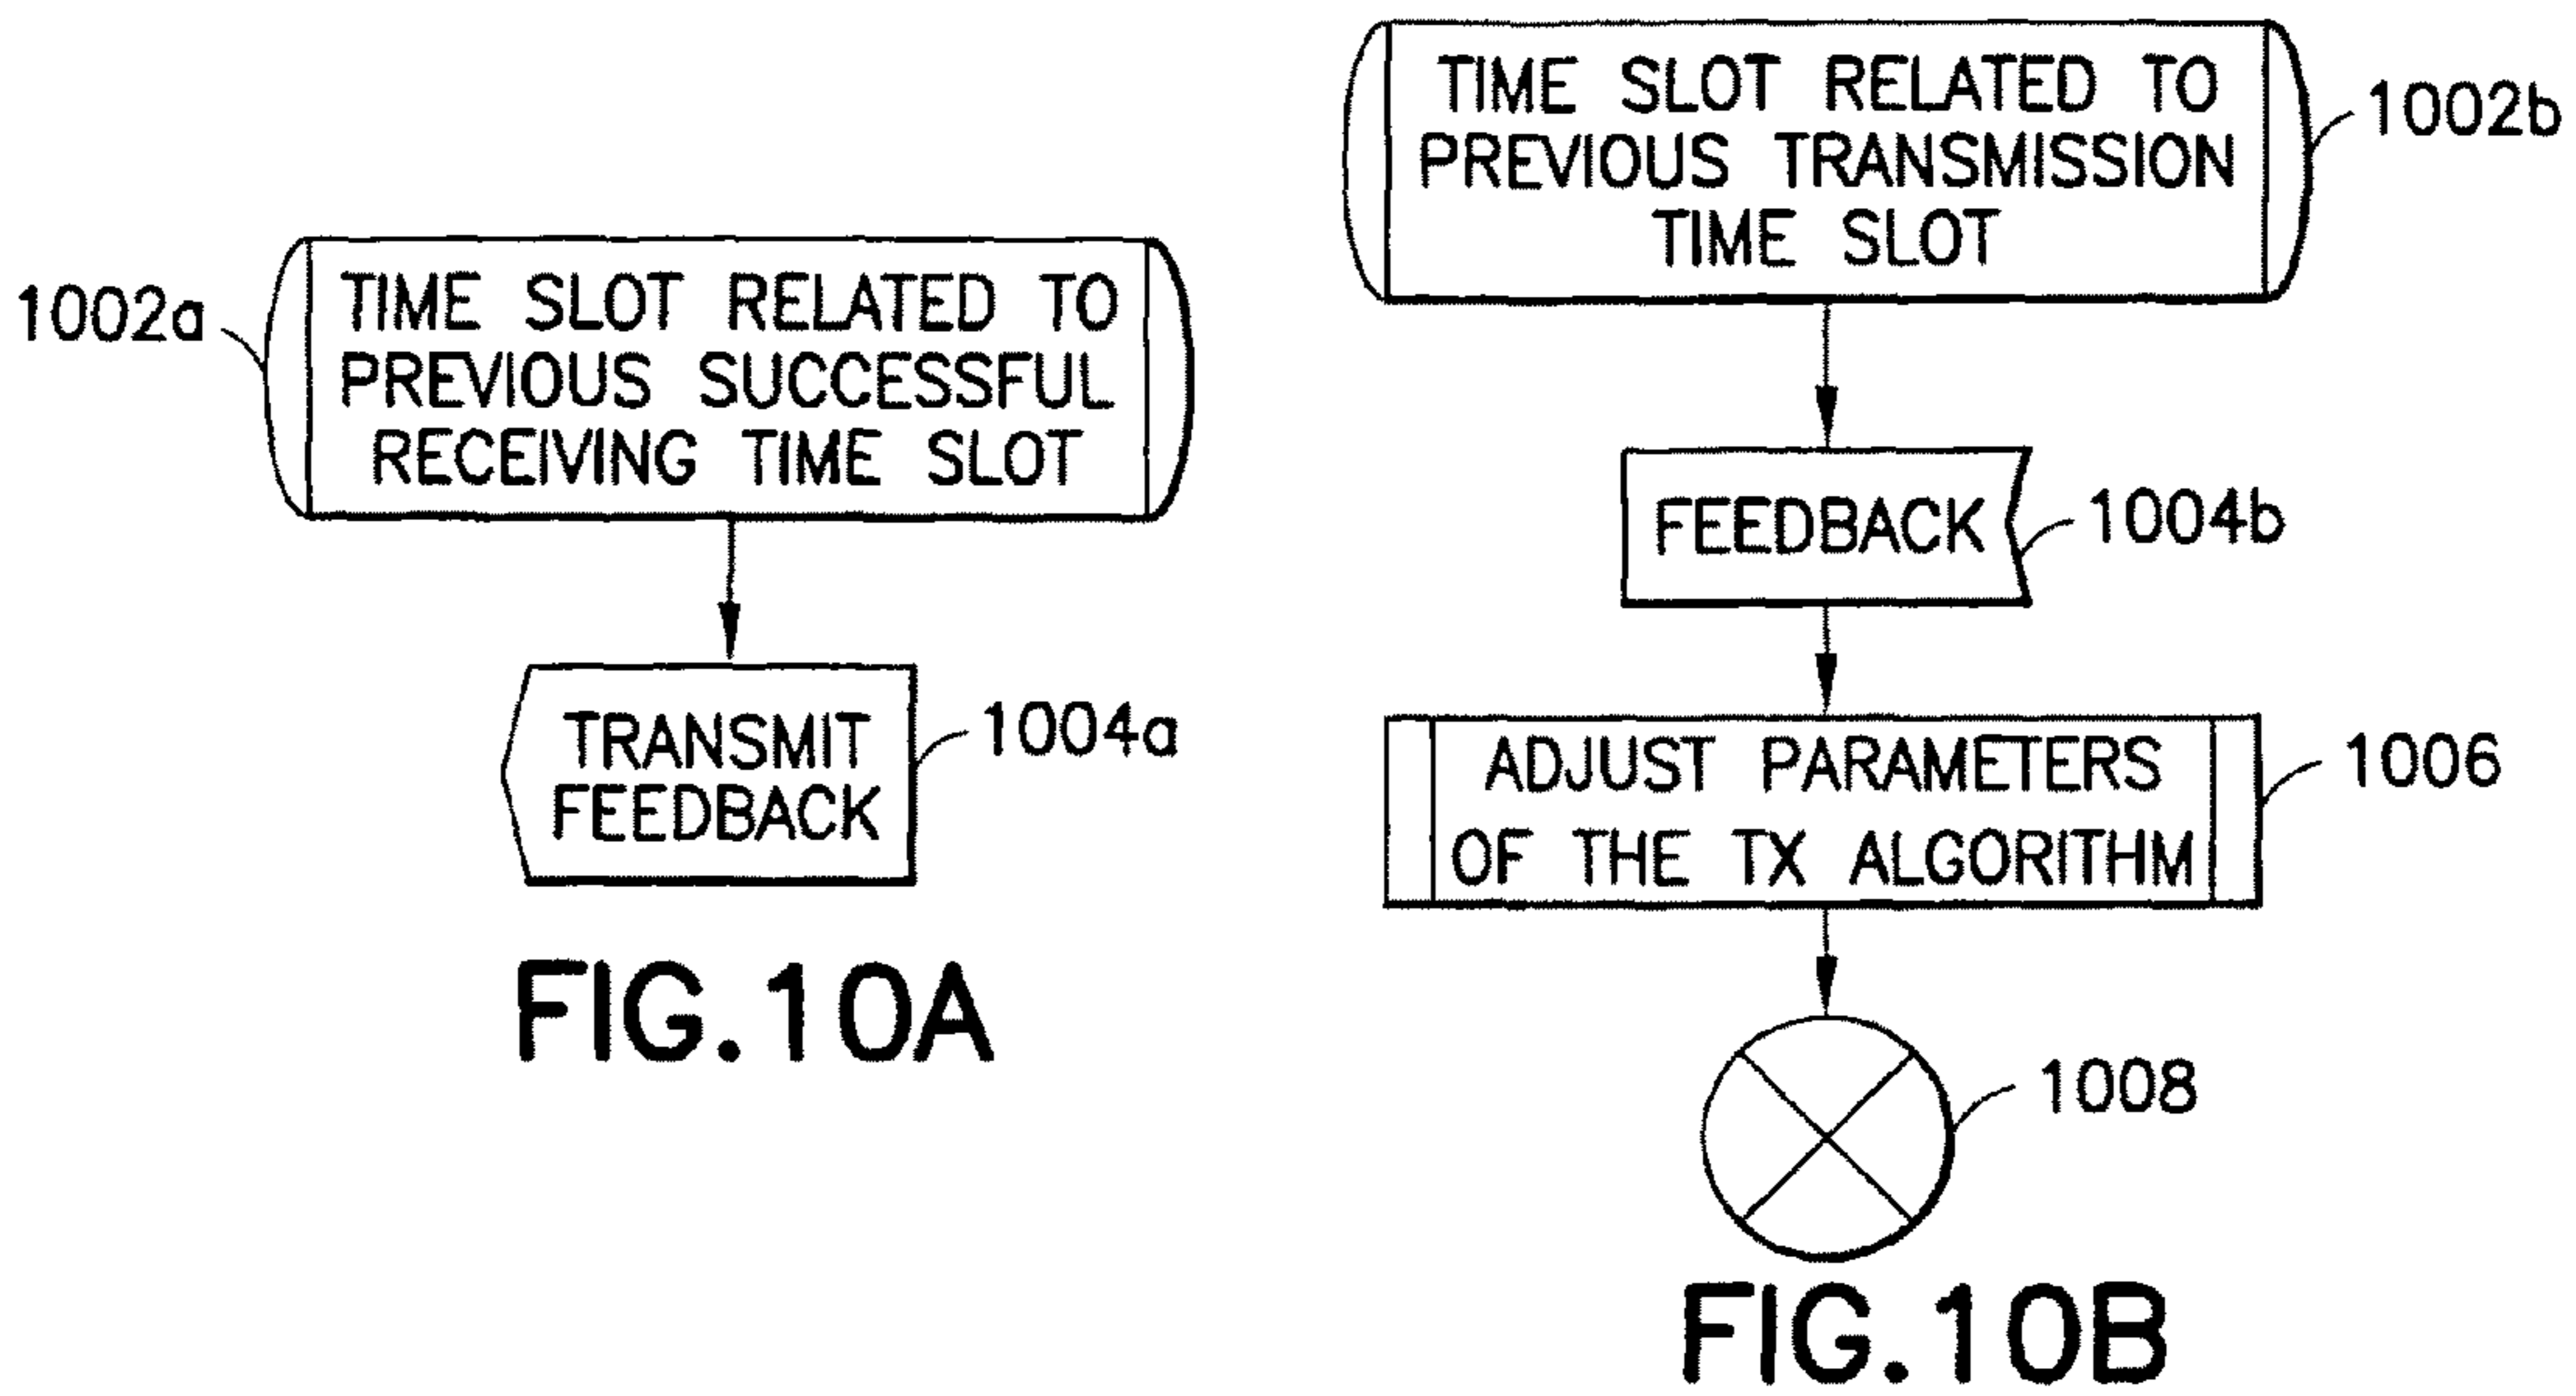 1002a
TIME SLOT RELATED TO
PREVIOUS SUCCESSFUL
RECEIVING TIME SLOT
TRANSMIT
FEEDBACK
1004a
FIG.10A
TIME SLOT RELATED TO
PREVIOUS TRANSMISSION
TIME SLOT
1002b
FEEDBACK
1004b
ADJUST PARAMETERS
OF THE TX ALGORITHM
1006
1008
FIG.10B